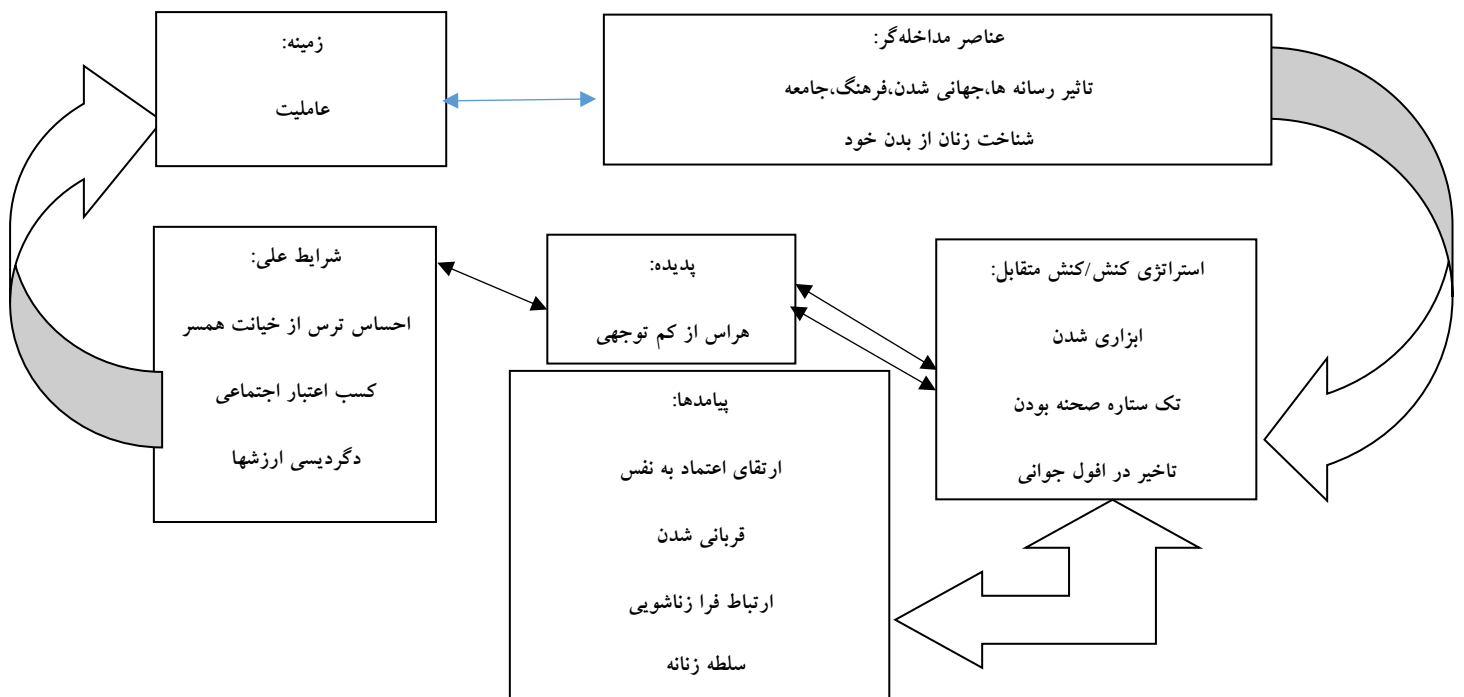 عناصر مداخله‌گر:
تاثیر رسانه ها،جهانی شدن،فرهنگ،جامعه
شناخت زنان از بدن خود
زمینه:
عاملیت
استراتژی کنش/کنش متقابل:
ابزاری شدن
تک ستاره صحنه بودن
تاخیر در افول جوانی
پدیده:
هراس از کم توجهی
شرایط علی:
احساس ترس از خیانت همسر
کسب اعتبار اجتماعی
دگردیسی ارزشها
پیامدها:
ارتقای اعتماد به نفس
قربانی شدن
ارتباط فرا زناشویی
سلطه زنانه